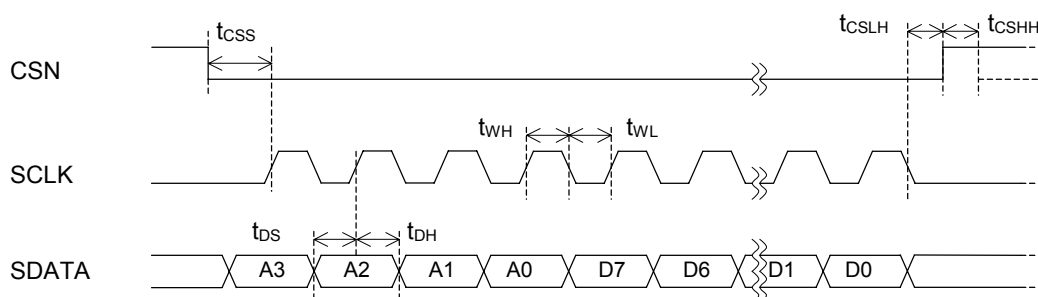 tCSS tCSLH tCSHH
CSN
tWH tWL
SCLK
tDS tDH
SDATA A3 A2 A1 A0 D7 D6 D1 D0